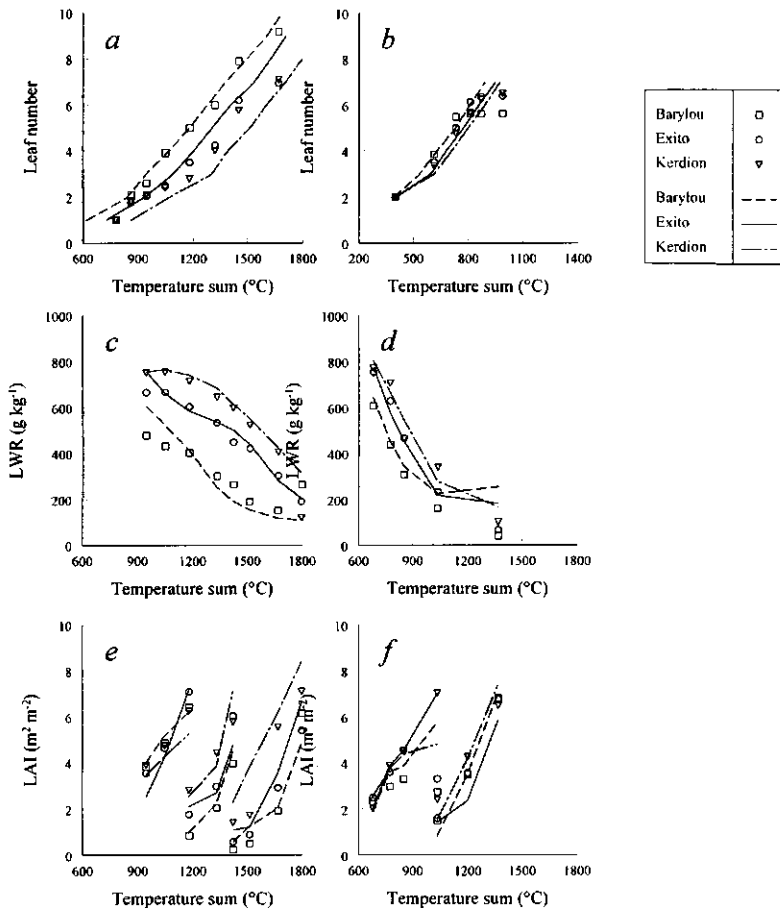 a
b
10
8
6
4
2
0
Leaf number
600 900 1200 1500 1800
Temperature sum (°C)
10
8
6
4
2
0
Leaf number
200 500 800 1100 1400
Temperature sum (°C)
Barylou
Exito
Kerdion
Barylou
Exito
Kerdion
c
d
1000
800
600
400
200
0
LWR (g kg⁻¹)
600 900 1200 1500 1800
Temperature sum (°C)
1000
800
600
400
200
0
LWR (g kg⁻¹)
600 900 1200 1500 1800
Temperature sum (°C)
e
f
10
8
6
4
2
0
LAI (m² m⁻²)
600 900 1200 1500 1800
Temperature sum (°C)
10
8
6
4
2
0
LAI (m² m⁻²)
600 900 1200 1500 1800
Temperature sum (°C)